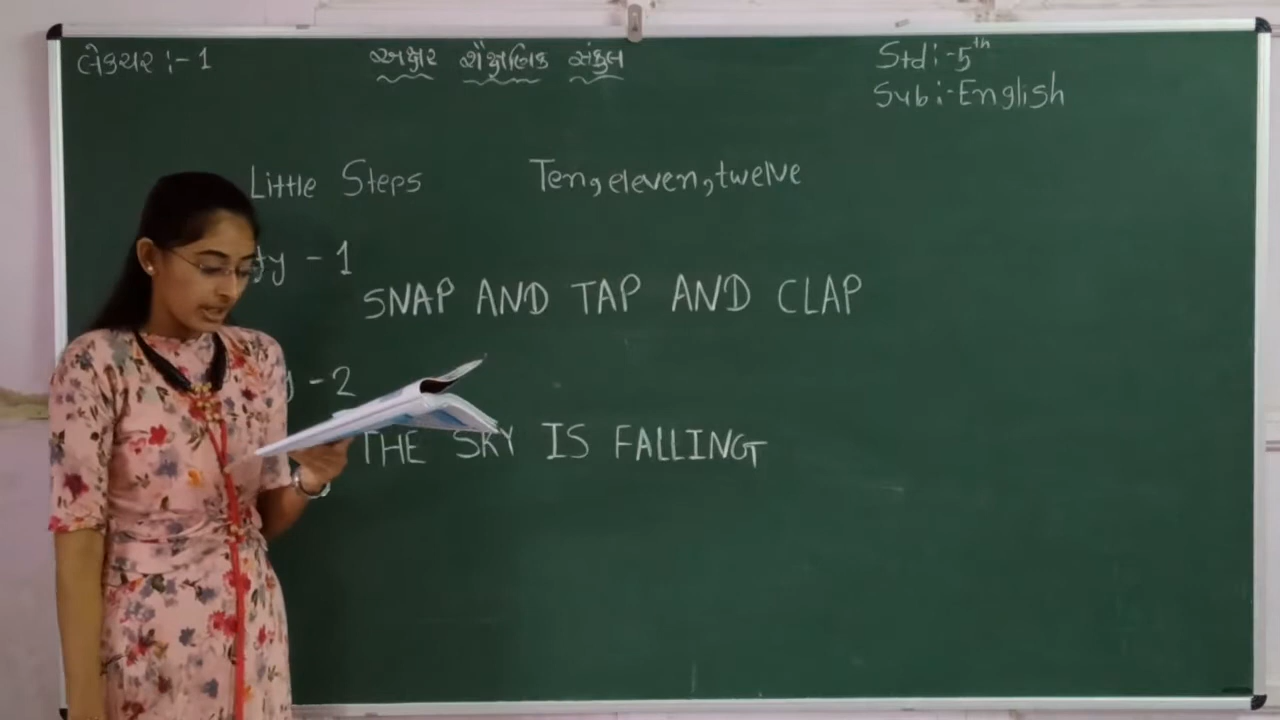 લેકચર :- 1
અક્ષર શૈક્ષણિક સંકુલ
Std :- 5th
Sub :- English
Little Steps Ten, eleven, twelve
- 1
SNAP AND TAP AND CLAP
- 2
THE SKY IS FALLING